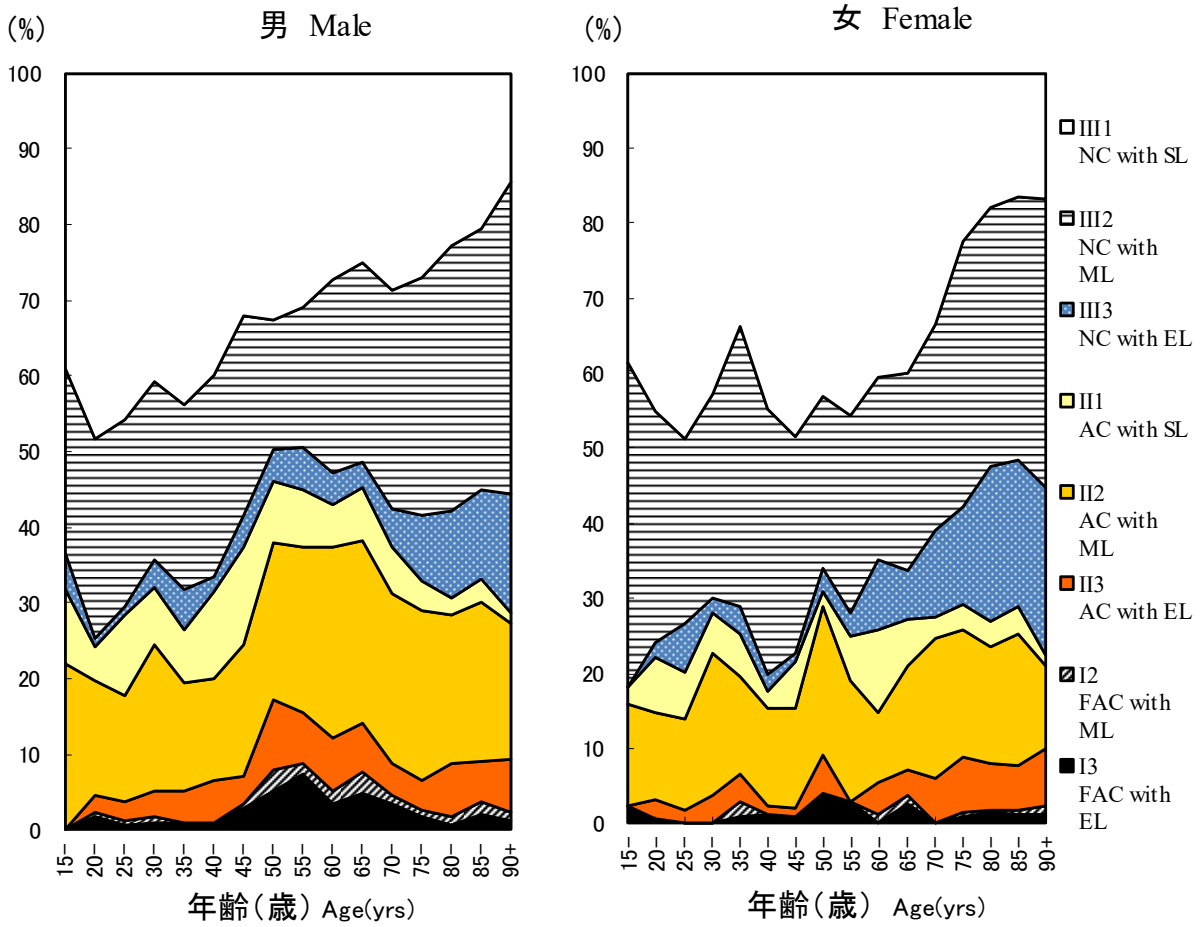 男 Male
(%)
100
90
80
70
60
50
40
30
20
10
0
15
20
25
30
35
40
45
50
55
60
65
70
75
80
85
90+
年齢(歳) Age(yrs)
女 Female
(%)
100
90
80
70
60
50
40
30
20
10
0
15
20
25
30
35
40
45
50
55
60
65
70
75
80
85
90+
年齢(歳) Age(yrs)
III1
NC with SL
III2
NC with
ML
III3
NC with EL
II1
AC with SL
II2
AC with
ML
II3
AC with EL
I2
FAC with
ML
I3
FAC with
EL